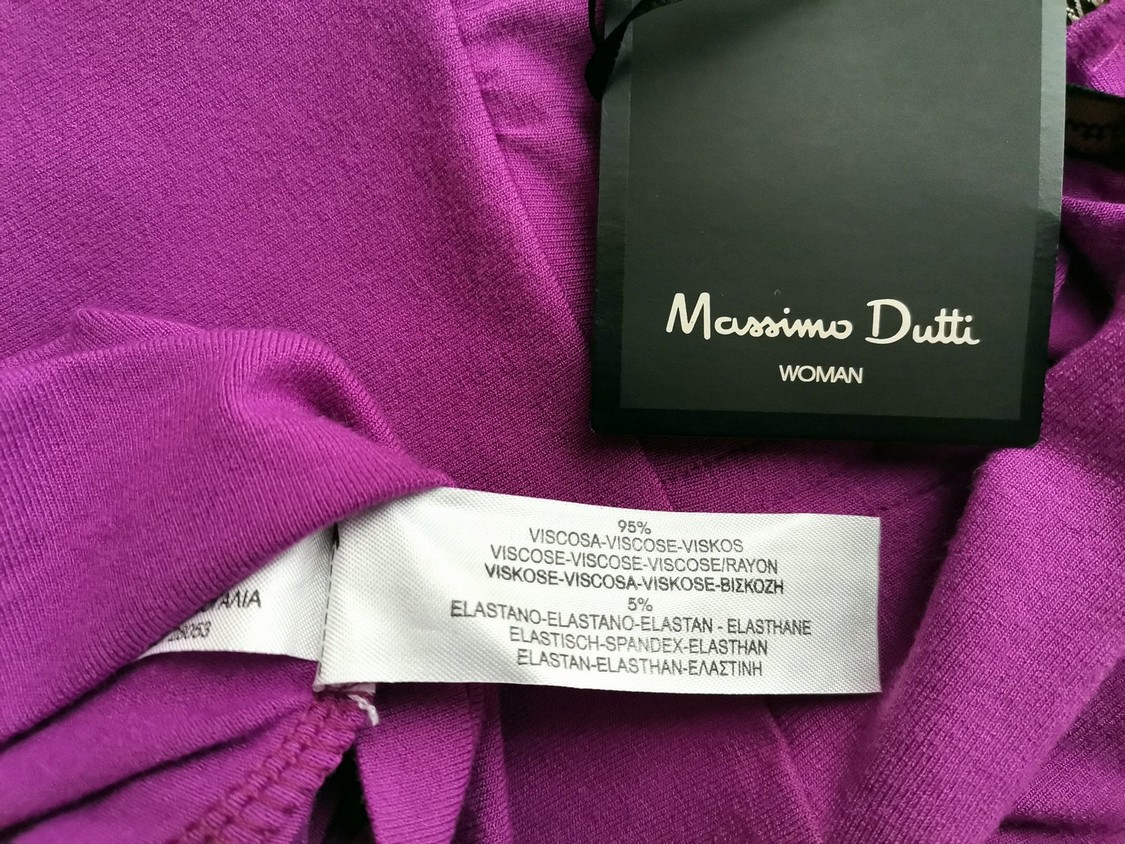 Massimo Dutti
WOMAN
95%
VISCOSA-VISCOSE-VISKOS
VISCOSE-VISCOSE-VISCOSE/RAYON
VISKOSE-VISCOSA-VISKOSE-ΒΙΣΚΟΖΗ
5%
ELASTANO-ELASTANO-ELASTAN - ELASTHANE
ELASTISCH-SPANDEX-ELASTHAN
ELASTAN-ELASTHAN-ΕΛΑΣΤΙΝΗ